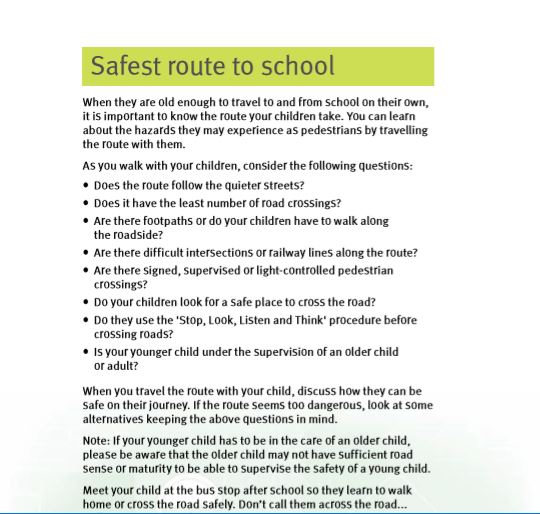 Safest route to school
When they are old enough to travel to and from school on their own,
it is important to know the route your children take. You can learn
about the hazards they may experience as pedestrians by travelling
the route with them.
As you walk with your children, consider the following questions:
• Does the route follow the quieter streets?
• Does it have the least number of road crossings?
• Are there footpaths or do your children have to walk along
the roadside?
• Are there difficult intersections or railway lines along the route?
• Are there signed, supervised or light-controlled pedestrian
crossings?
• Do your children look for a safe place to cross the road?
• Do they use the 'Stop, Look, Listen and Think' procedure before
crossing roads?
• Is your younger child under the supervision of an older child
or adult?
When you travel the route with your child, discuss how they can be
safe on their journey. If the route seems too dangerous, look at some
alternatives keeping the above questions in mind.
Note: If your younger child has to be in the care of an older child,
please be aware that the older child may not have sufficient road
sense or maturity to be able to supervise the safety of a young child.
Meet your child at the bus stop after school so they learn to walk
home or cross the road safely. Don't call them across the road...